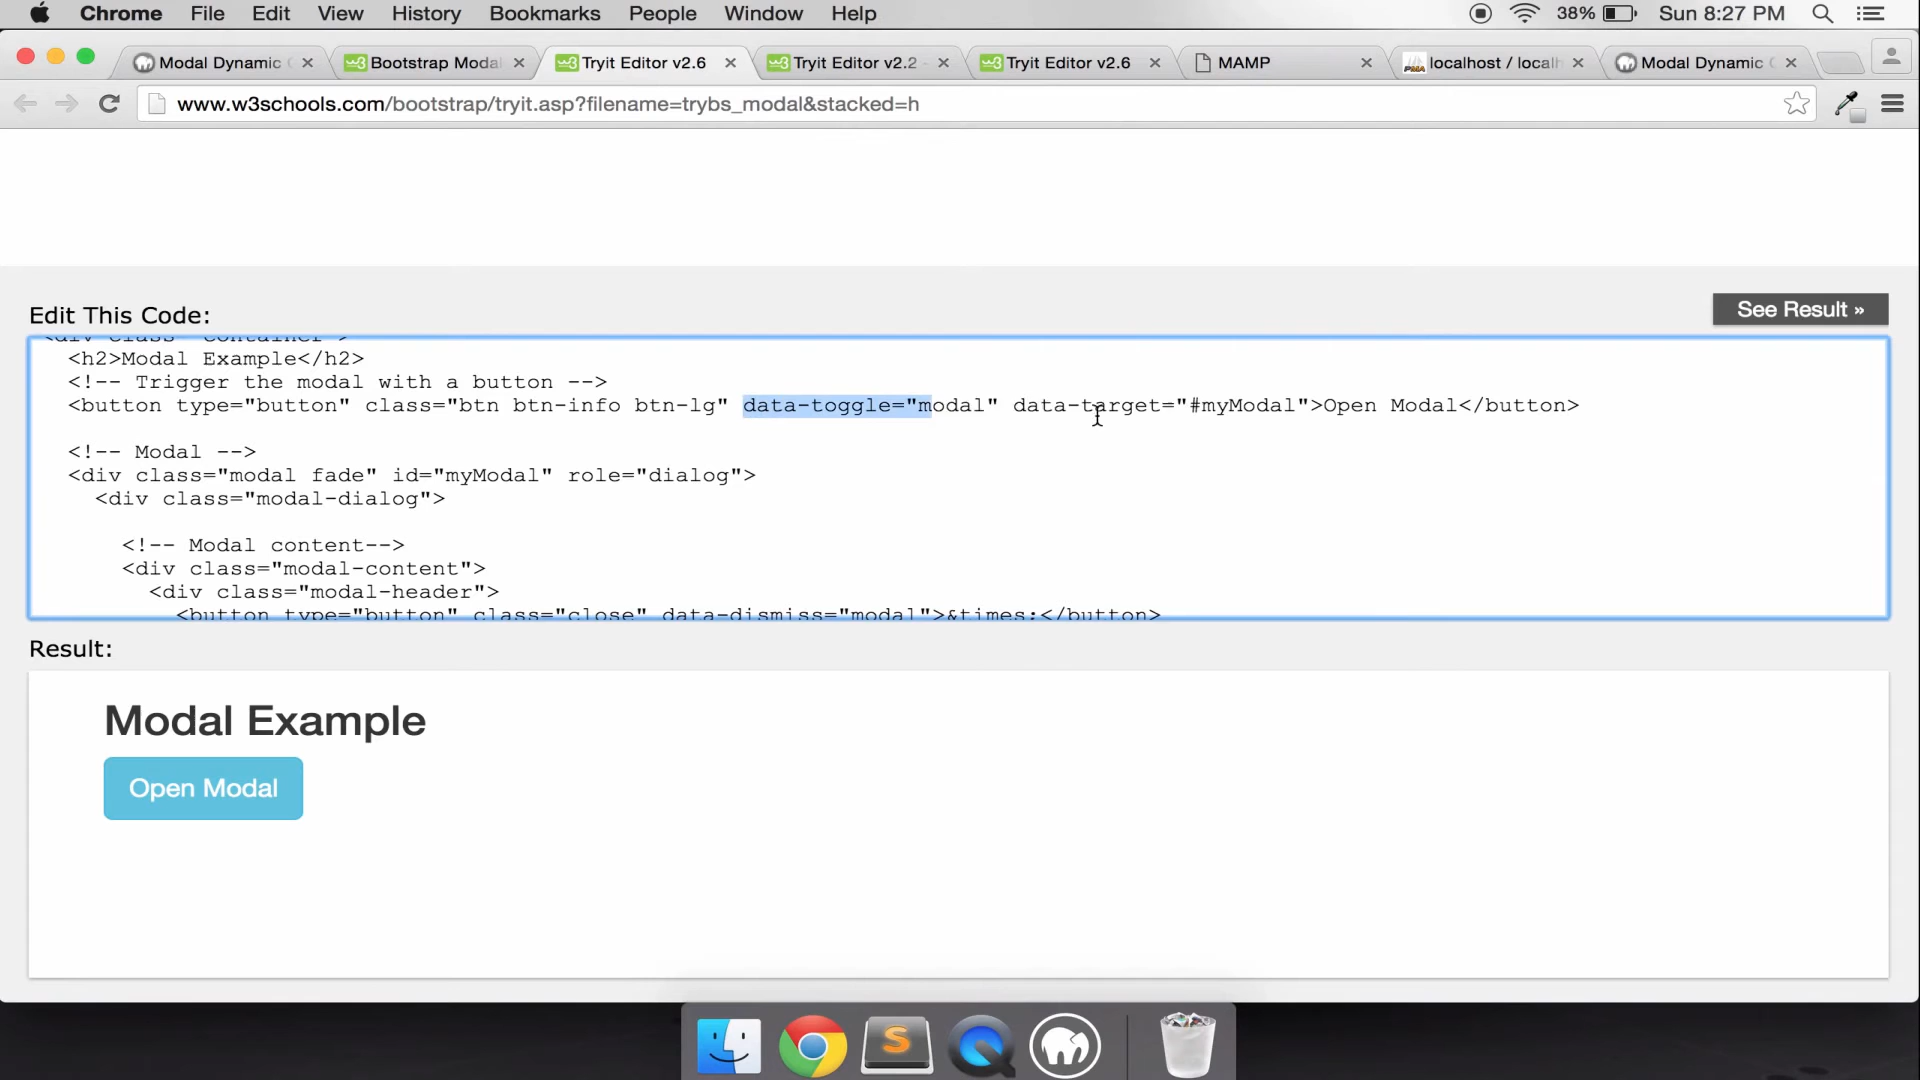 Chrome File Edit View History Bookmarks People Window Help 38% Sun 8:27 PM
Modal Dynamic Bootstrap Modal Tryit Editor v2.6 Tryit Editor v2.2 - Tryit Editor v2.6 MAMP localhost / localh Modal Dynamic
www.w3schools.com/bootstrap/tryit.asp?filename=trybs_modal&stacked=h
Edit This Code:
See Result »
<div class="container">
<h2>Modal Example</h2>
<!-- Trigger the modal with a button -->
<button type="button" class="btn btn-info btn-lg" data-toggle="modal" data-target="#myModal">Open Modal</button>
<!-- Modal -->
<div class="modal fade" id="myModal" role="dialog">
<div class="modal-dialog">
<!-- Modal content-->
<div class="modal-content">
<div class="modal-header">
<button type="button" class="close" data-dismiss="modal">&times;</button>
Result:
Modal Example
Open Modal